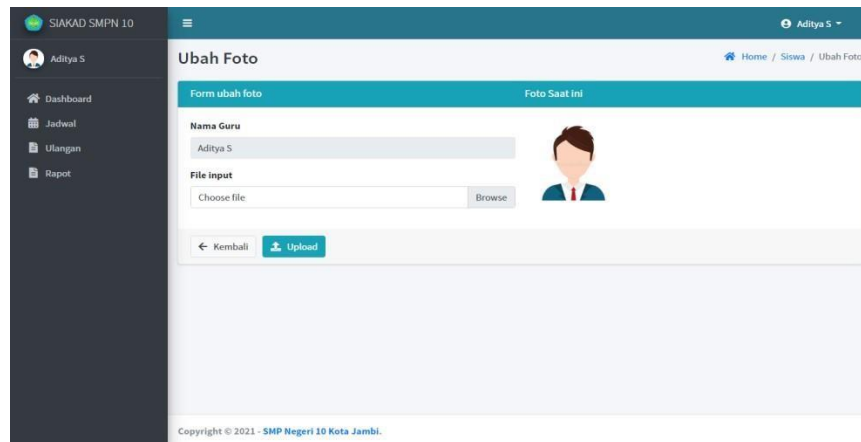 SIAKAD SMPN 10
Aditya S
Aditya S
Dashboard
Jadwal
Ulangan
Rapot
Ubah Foto
Home / Siswa / Ubah Foto
Form ubah foto
Foto Saat ini
Nama Guru
Aditya S
File input
Choose file
Browse
Kembali
Upload
Copyright © 2021 - SMP Negeri 10 Kota Jambi.